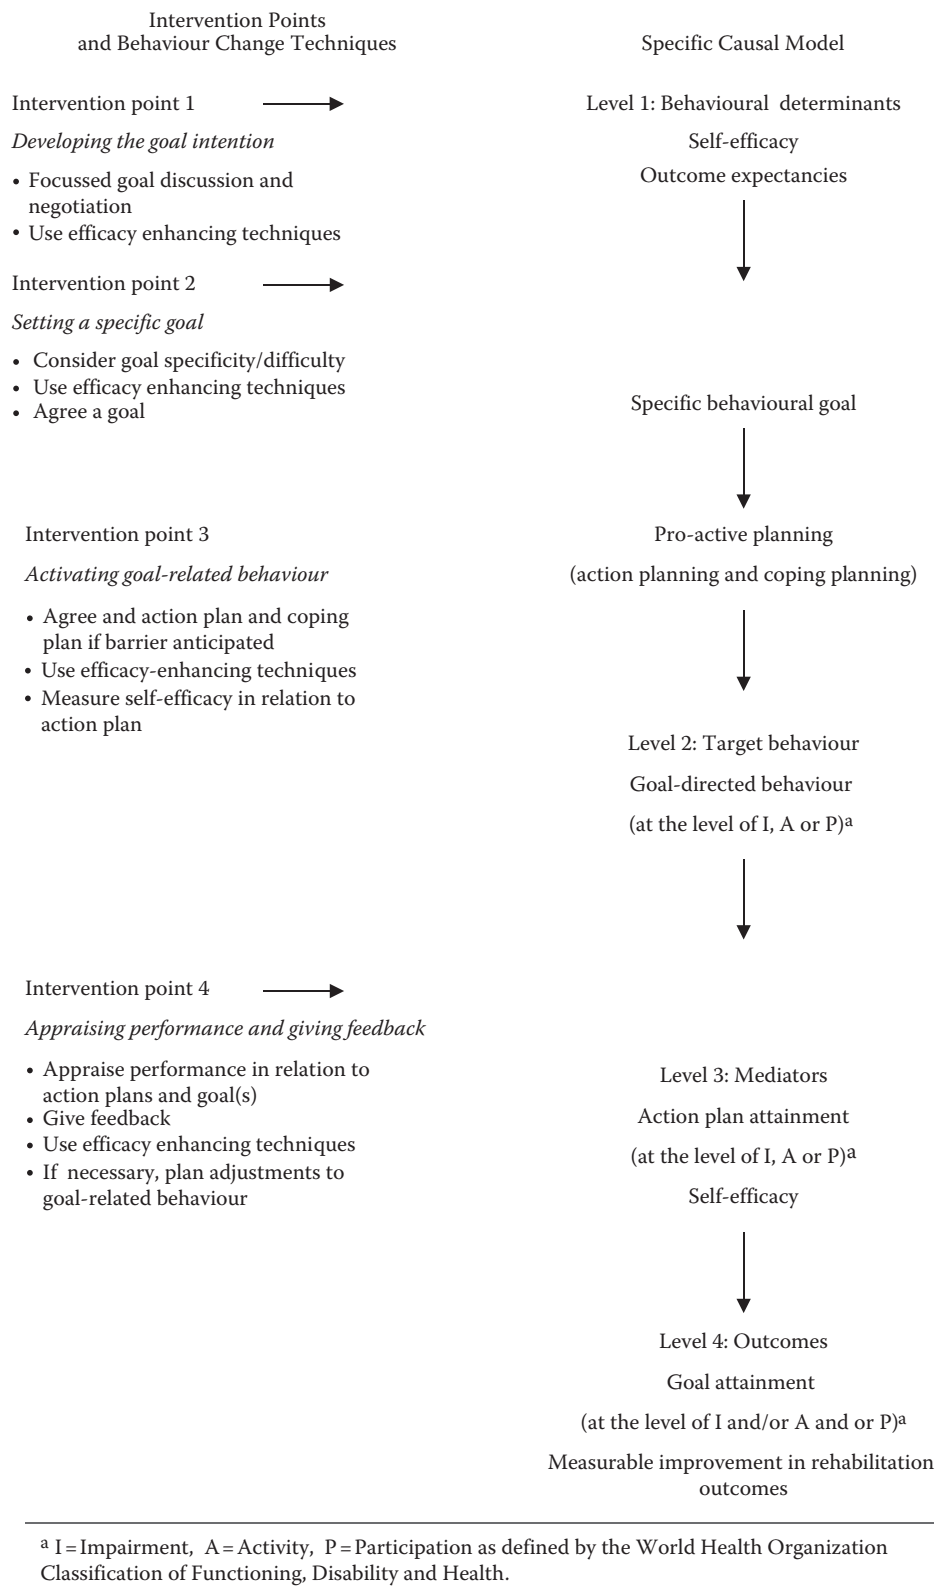 Intervention Points
and Behaviour Change Techniques
Specific Causal Model
Intervention point 1
Level 1: Behavioural determinants
Developing the goal intention
Self-efficacy
• Focussed goal discussion and
negotiation
Outcome expectancies
• Use efficacy enhancing techniques
Intervention point 2
Setting a specific goal
• Consider goal specificity/difficulty
• Use efficacy enhancing techniques
• Agree a goal
Specific behavioural goal
Intervention point 3
Pro-active planning
Activating goal-related behaviour
(action planning and coping planning)
• Agree and action plan and coping
plan if barrier anticipated
• Use efficacy-enhancing techniques
• Measure self-efficacy in relation to
action plan
Level 2: Target behaviour
Goal-directed behaviour
(at the level of I, A or P)a
Intervention point 4
Appraising performance and giving feedback
• Appraise performance in relation to
action plans and goal(s)
• Give feedback
• Use efficacy enhancing techniques
• If necessary, plan adjustments to
goal-related behaviour
Level 3: Mediators
Action plan attainment
(at the level of I, A or P)a
Self-efficacy
Level 4: Outcomes
Goal attainment
(at the level of I and/or A and or P)a
Measurable improvement in rehabilitation
outcomes
a I = Impairment, A = Activity, P = Participation as defined by the World Health Organization
Classification of Functioning, Disability and Health.